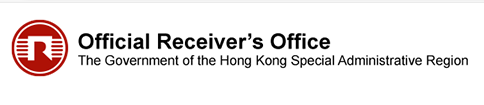 Official Receiver's Office
The Government of the Hong Kong Special Administrative Region